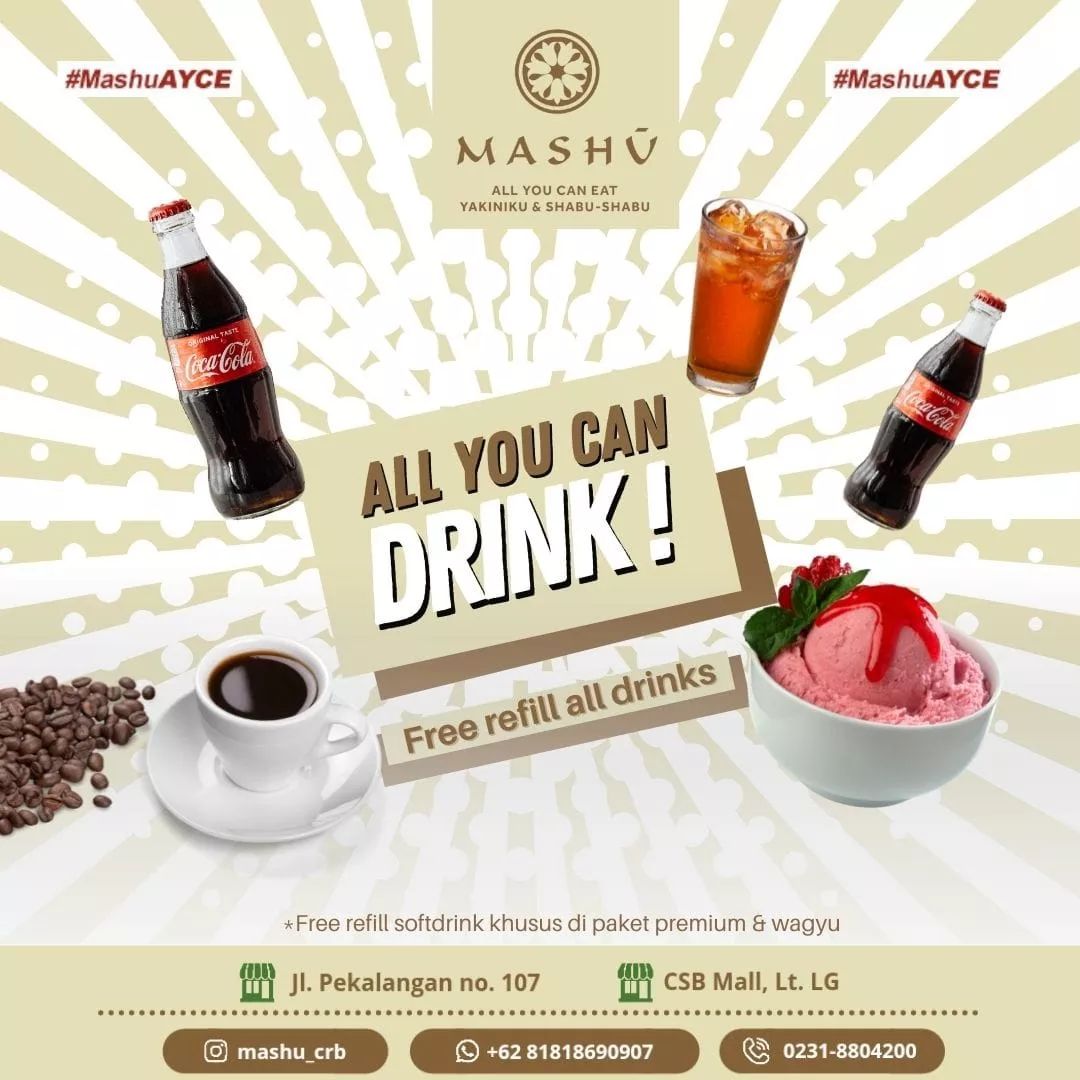 #MashuAYCE
#MashuAYCE
MASHŪ
ALL YOU CAN EAT
YAKINIKU & SHABU-SHABU
ORIGINAL TASTE
Coca-Cola
ORIGINAL TASTE
Coca-Cola
ALL YOU CAN
DRINK !
Free refill all drinks
*Free refill softdrink khusus di paket premium & wagyu
Jl. Pekalangan no. 107
CSB Mall, Lt. LG
mashu_crb
+62 81818690907
0231-8804200